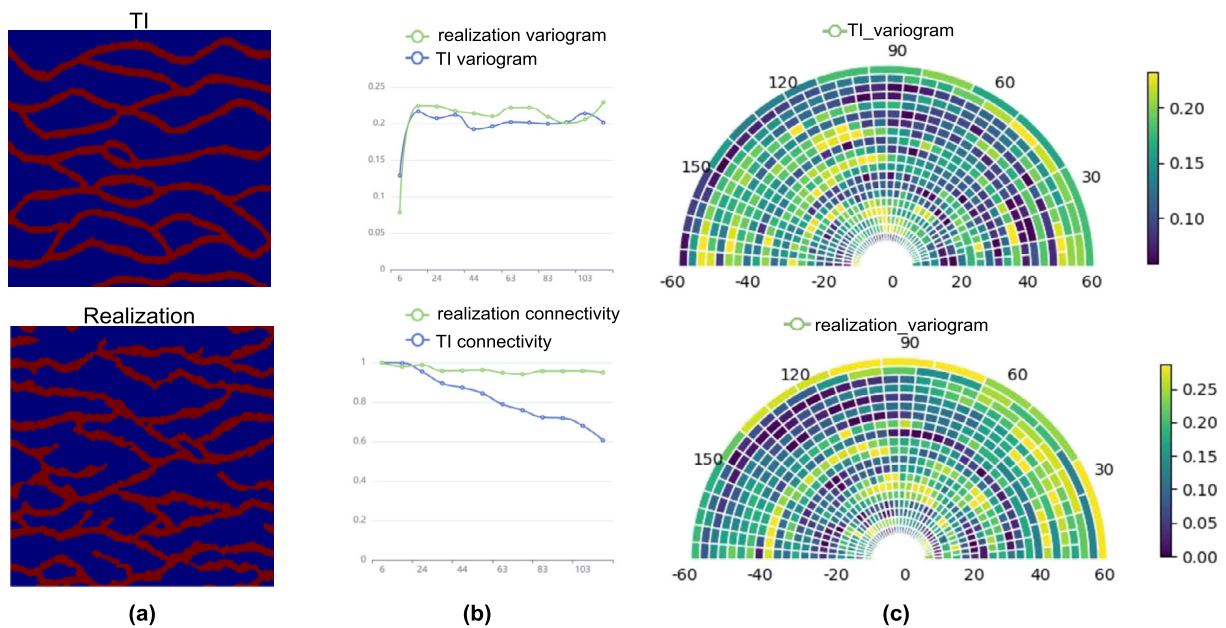 TI
Realization
(a)
realization variogram
TI variogram
0.25
0.2
0.15
0.1
0.05
0
6 24 44 63 83 103
realization connectivity
TI connectivity
1
0.8
0.6
0.4
0.2
0
6 24 44 63 83 103
(b)
TI_variogram
90
120 60
150 30
-60 -40 -20 0 20 40 60
0.20
0.15
0.10
realization_variogram
90
120 60
150 30
-60 -40 -20 0 20 40 60
0.25
0.20
0.15
0.10
0.05
0.00
(c)